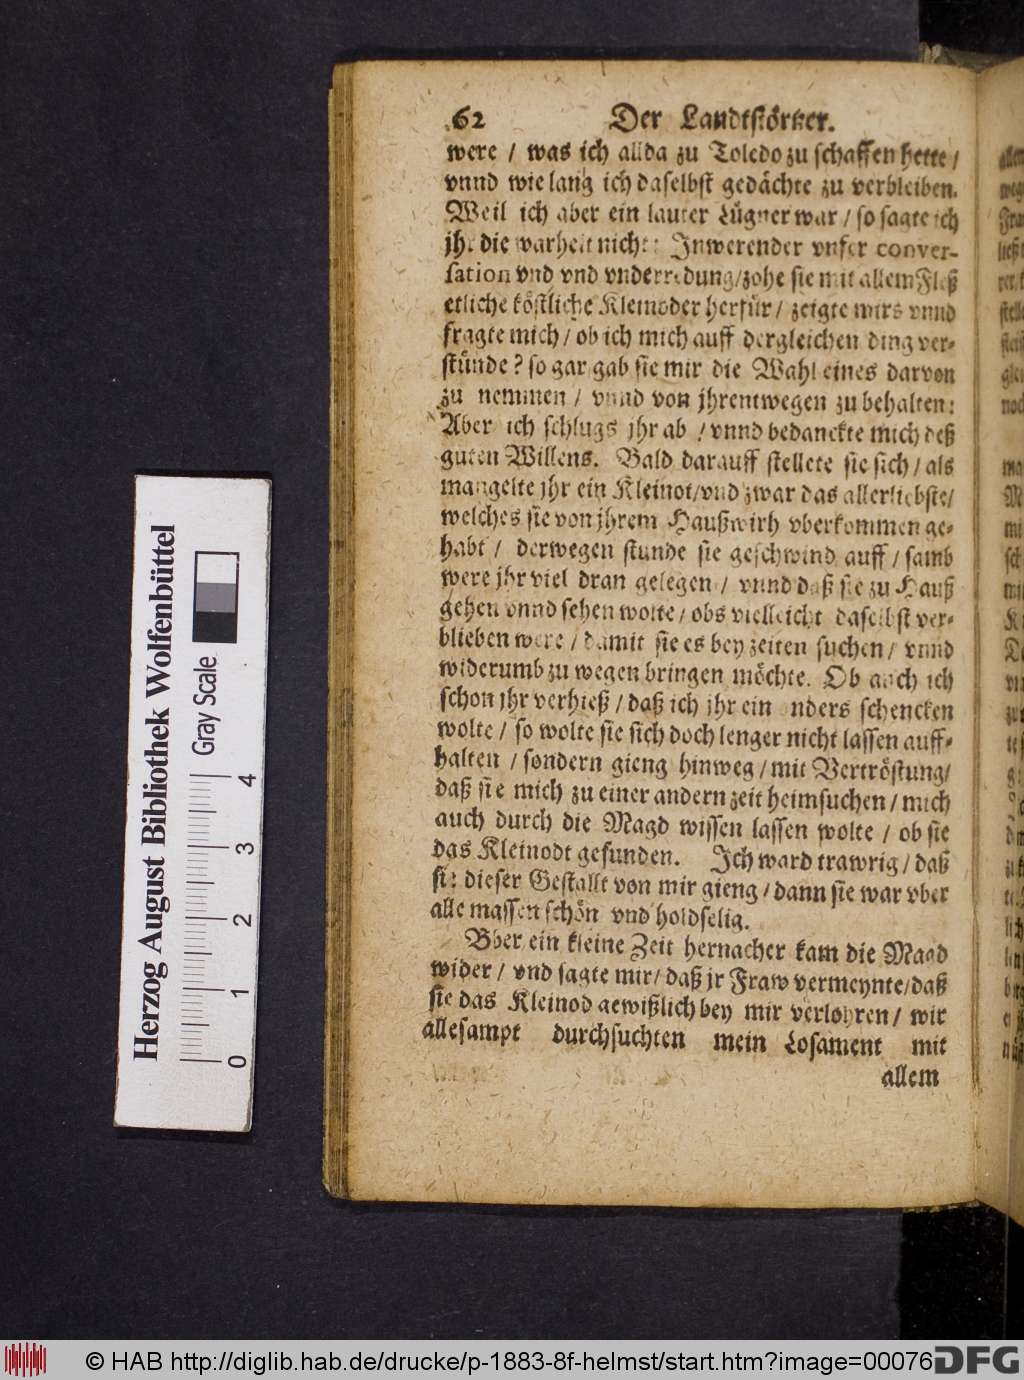 62 Der Landtstörtzer.
were / was ich allda zu Toledo zu schaffen hette /
vnnd wie lang ich daselbst gedächte zu verbleiben.
Weil ich aber ein lauter Lügner war / so sagte ich
jhr die warheit nicht: Inwerender vnser conver-
sation vnd vnd vnderredung / zohe sie mit allem Fleß
etliche köstliche Kleinoder herfür / zeigte mirs vnnd
fragte mich / ob ich mich auff dergleichen ding ver-
stünde? so gar gab sie mir die Wahl eines darvon
zu nemmen / vnnd von jhrentwegen zu behalten:
Aber ich schlugs jhr ab / vnnd bedanckte mich deß
guten Willens. Bald darauff stellete sie sich / als
mangelte jhr ein Kleinot / vnd zwar das allerliebste /
welches sie von jhrem Haußwirh vberkommen ge-
habt / derwegen stunde sie geschwind auff / samb
were jhr viel dran gelegen / vnnd daß sie zu Hauß
gehen vnnd sehen wolte / obs vielleicht daselbst ver-
blieben were / damit sie es bey zeiten suchen / vnnd
widerumb zu wegen bringen möchte. Ob auch ich
schon jhr verhieß / daß ich jhr ein nders schencken
wolte / so wolte sie sich doch lenger nicht lassen auff-
halten / sondern gieng hinweg / mit Vertröstung /
daß sie mich zu einer andern zeit heimsuchen / mich
auch durch die Magd wissen lassen wolte / ob sie
das Kleinodt gefunden. Ich ward trawrig / daß
sie dieser Gestallt von mir gieng / dann sie war vber
alle massen schön vnd holdselig.
Vber ein kleine Zeit hernacher kam die Magd
wider / vnd sagte mir / daß jr Fraw vermeynte / daß
sie das Kleinod gewißlich bey mir verlohren / wir
allesampt durchsuchten mein Losament mit
allem
Herzog August Bibliothek Wolfenbüttel
Gray Scale
0 1 2 3 4
© HAB http://diglib.hab.de/drucke/p-1883-8f-helmst/start.htm?image=00076
DFG